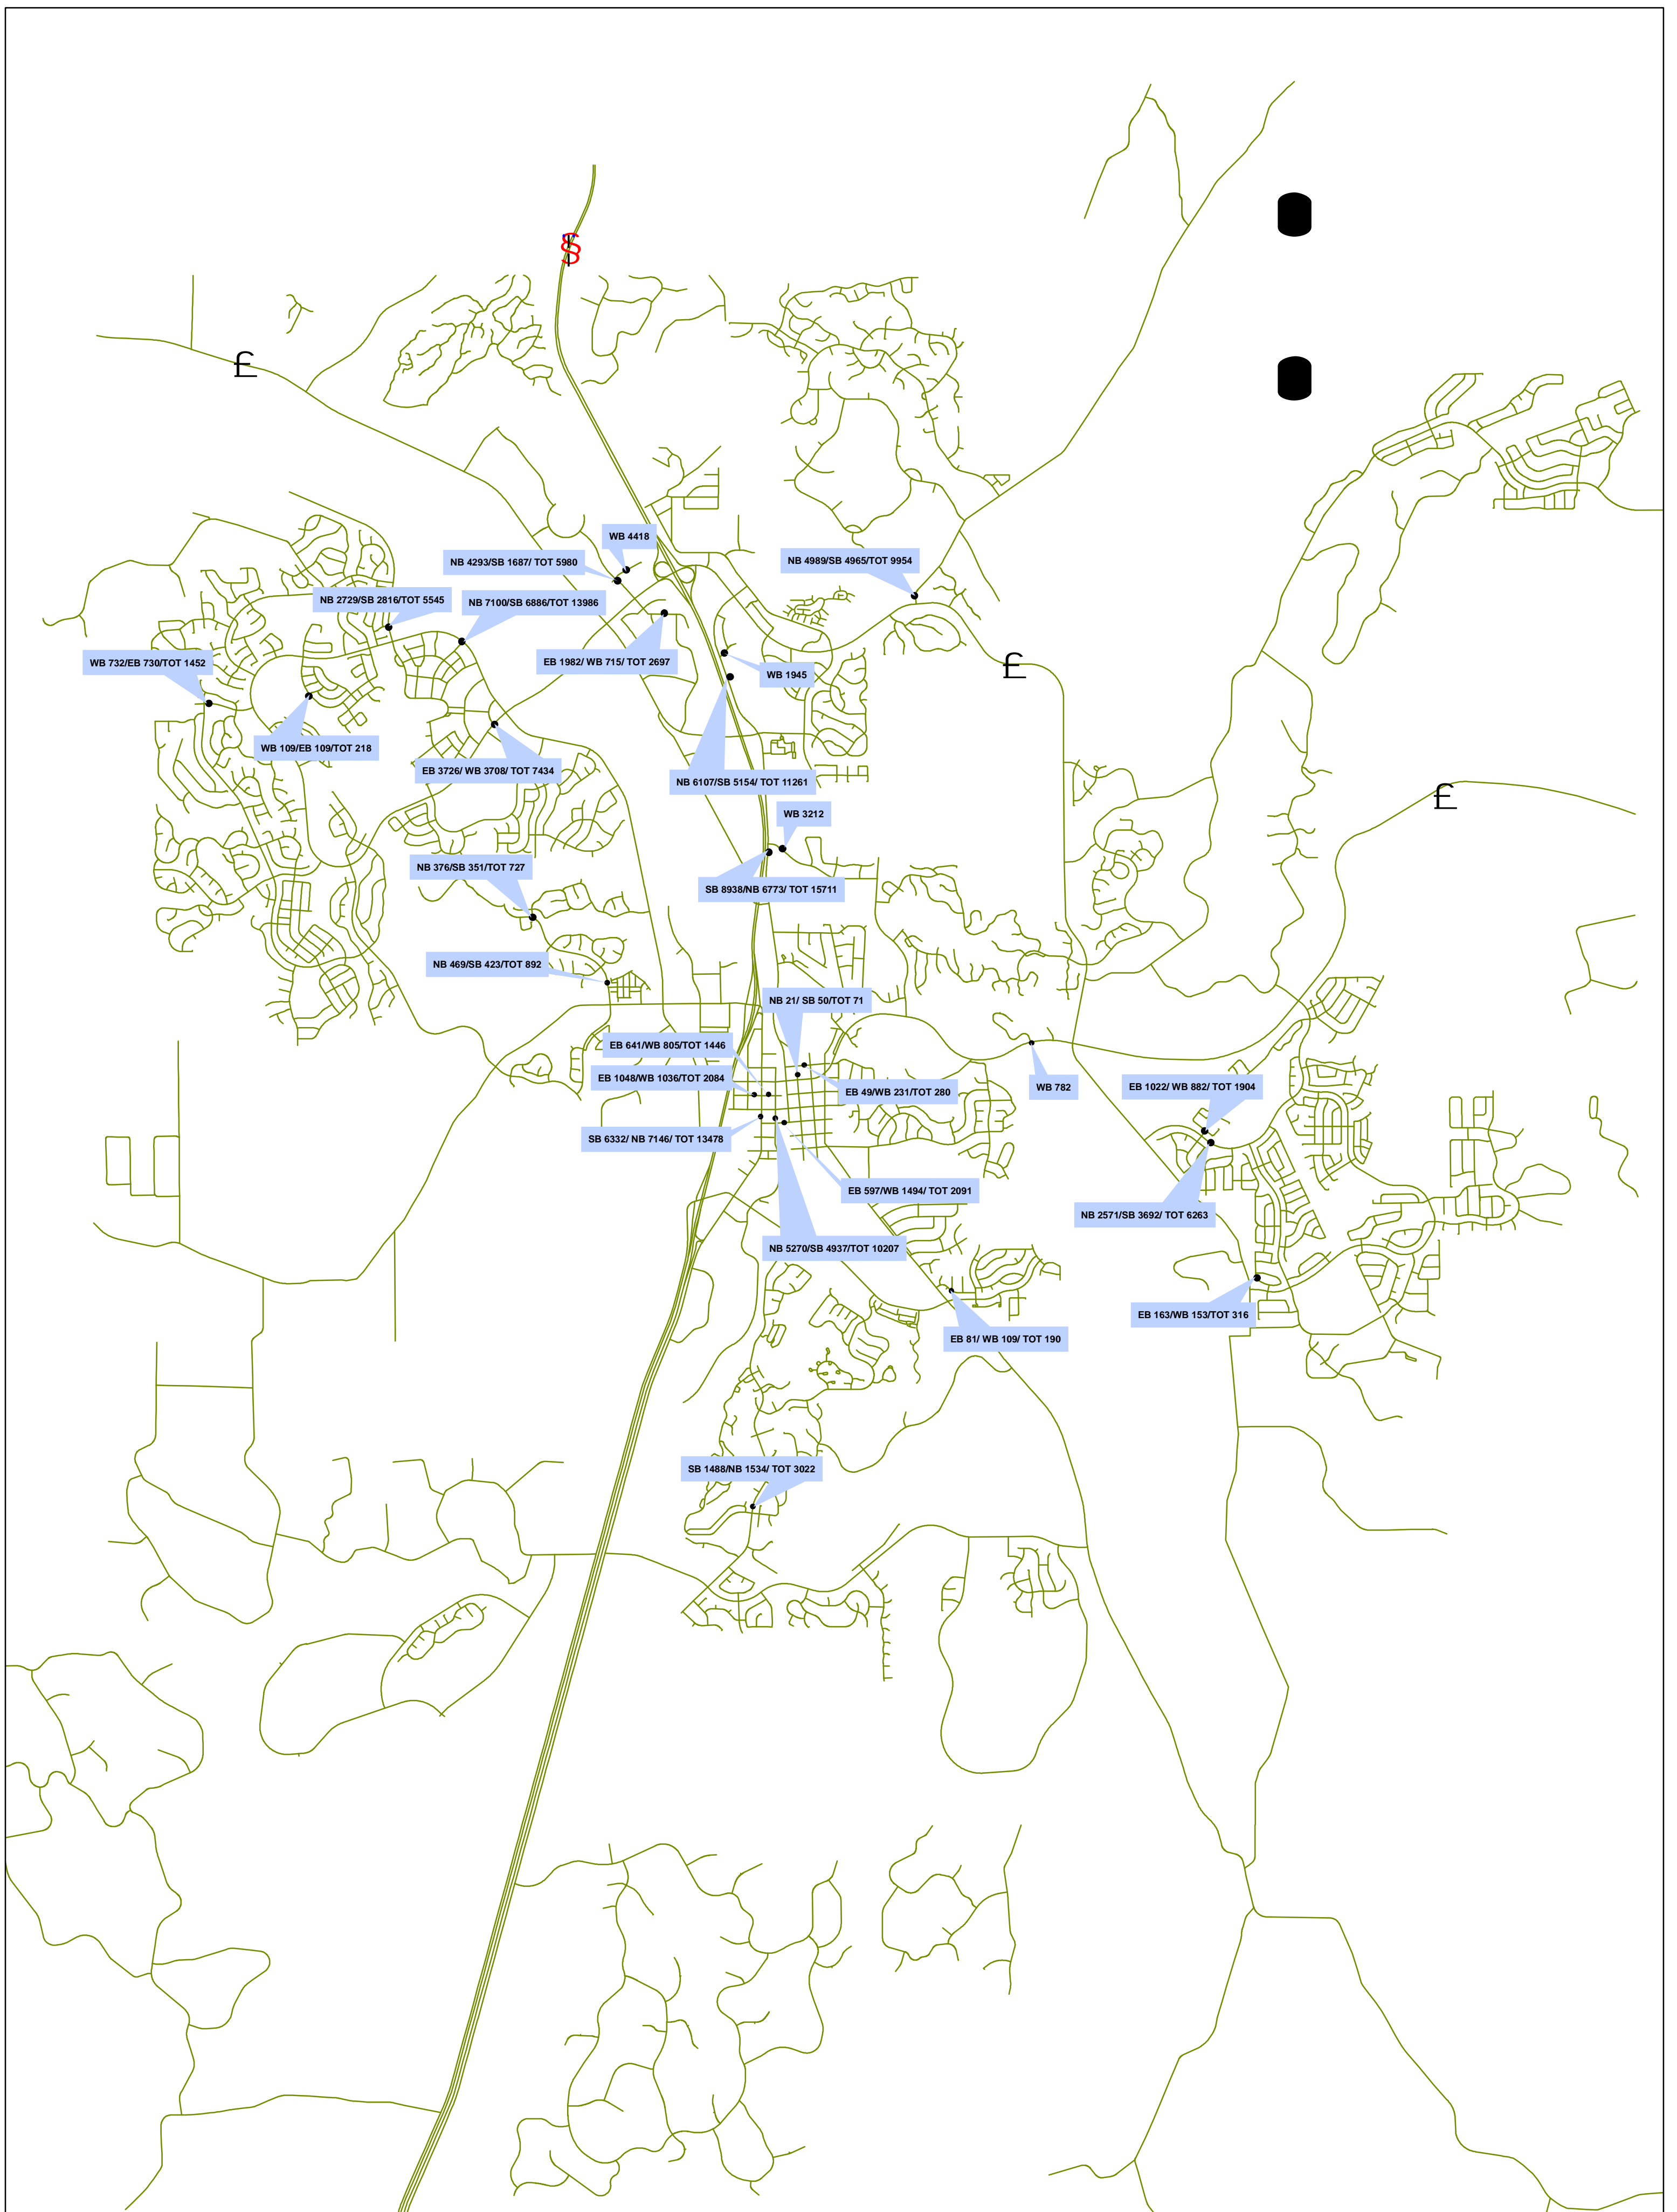 §
£
WB 4418
NB 4293/SB 1687/ TOT 5980
NB 4989/SB 4965/TOT 9954
NB 2729/SB 2816/TOT 5545
NB 7100/SB 6886/TOT 13986
WB 732/EB 730/TOT 1452
EB 1982/ WB 715/ TOT 2697
£
WB 1945
WB 109/EB 109/TOT 218
EB 3726/ WB 3708/ TOT 7434
NB 6107/SB 5154/ TOT 11261
£
WB 3212
NB 376/SB 351/TOT 727
SB 8938/NB 6773/ TOT 15711
NB 469/SB 423/TOT 892
NB 21/ SB 50/TOT 71
EB 641/WB 805/TOT 1446
EB 1048/WB 1036/TOT 2084
EB 49/WB 231/TOT 280
WB 782
EB 1022/ WB 882/ TOT 1904
SB 6332/ NB 7146/ TOT 13478
EB 597/WB 1494/ TOT 2091
NB 2571/SB 3692/ TOT 6263
NB 5270/SB 4937/TOT 10207
EB 163/WB 153/TOT 316
EB 81/ WB 109/ TOT 190
SB 1488/NB 1534/ TOT 3022